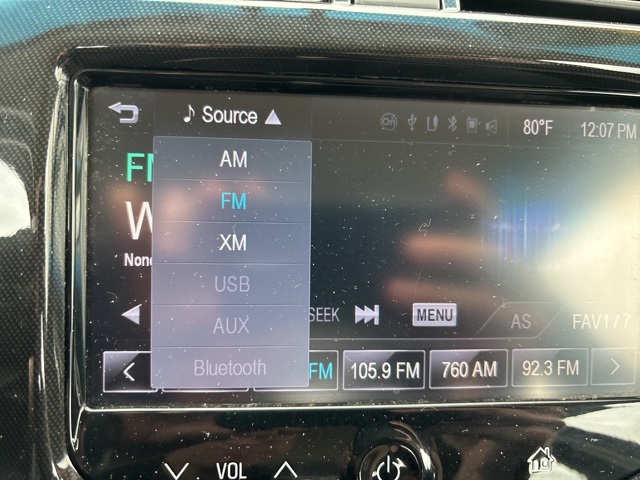 Source
80°F
12:07 PM
AM
FM
XM
USB
AUX
Bluetooth
None
SEEK
MENU
AS
FAV1/7
FM
105.9 FM
760 AM
92.3 FM
VOL